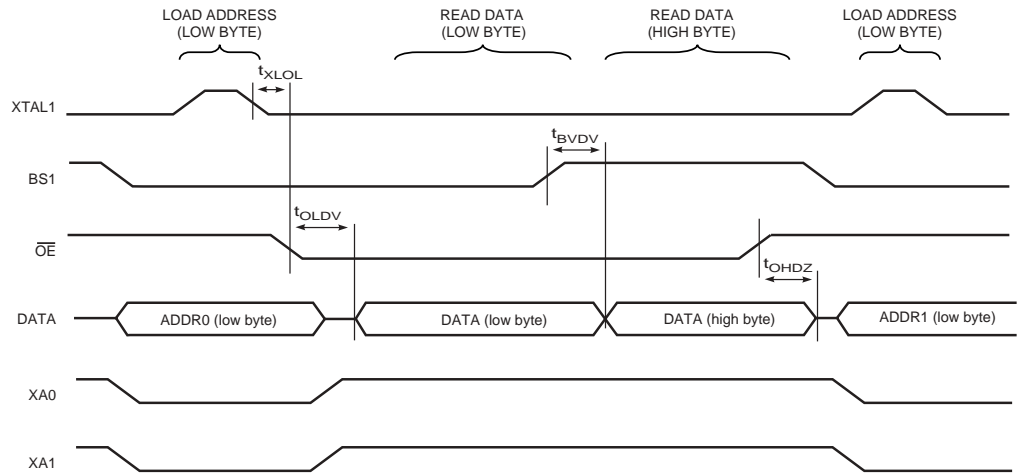 LOAD ADDRESS
(LOW BYTE)
READ DATA
(LOW BYTE)
READ DATA
(HIGH BYTE)
LOAD ADDRESS
(LOW BYTE)
tXLOL
XTAL1
tBVDV
BS1
tOLDV
OE
tOHDZ
DATA
ADDR0 (low byte)
DATA (low byte)
DATA (high byte)
ADDR1 (low byte)
XA0
XA1